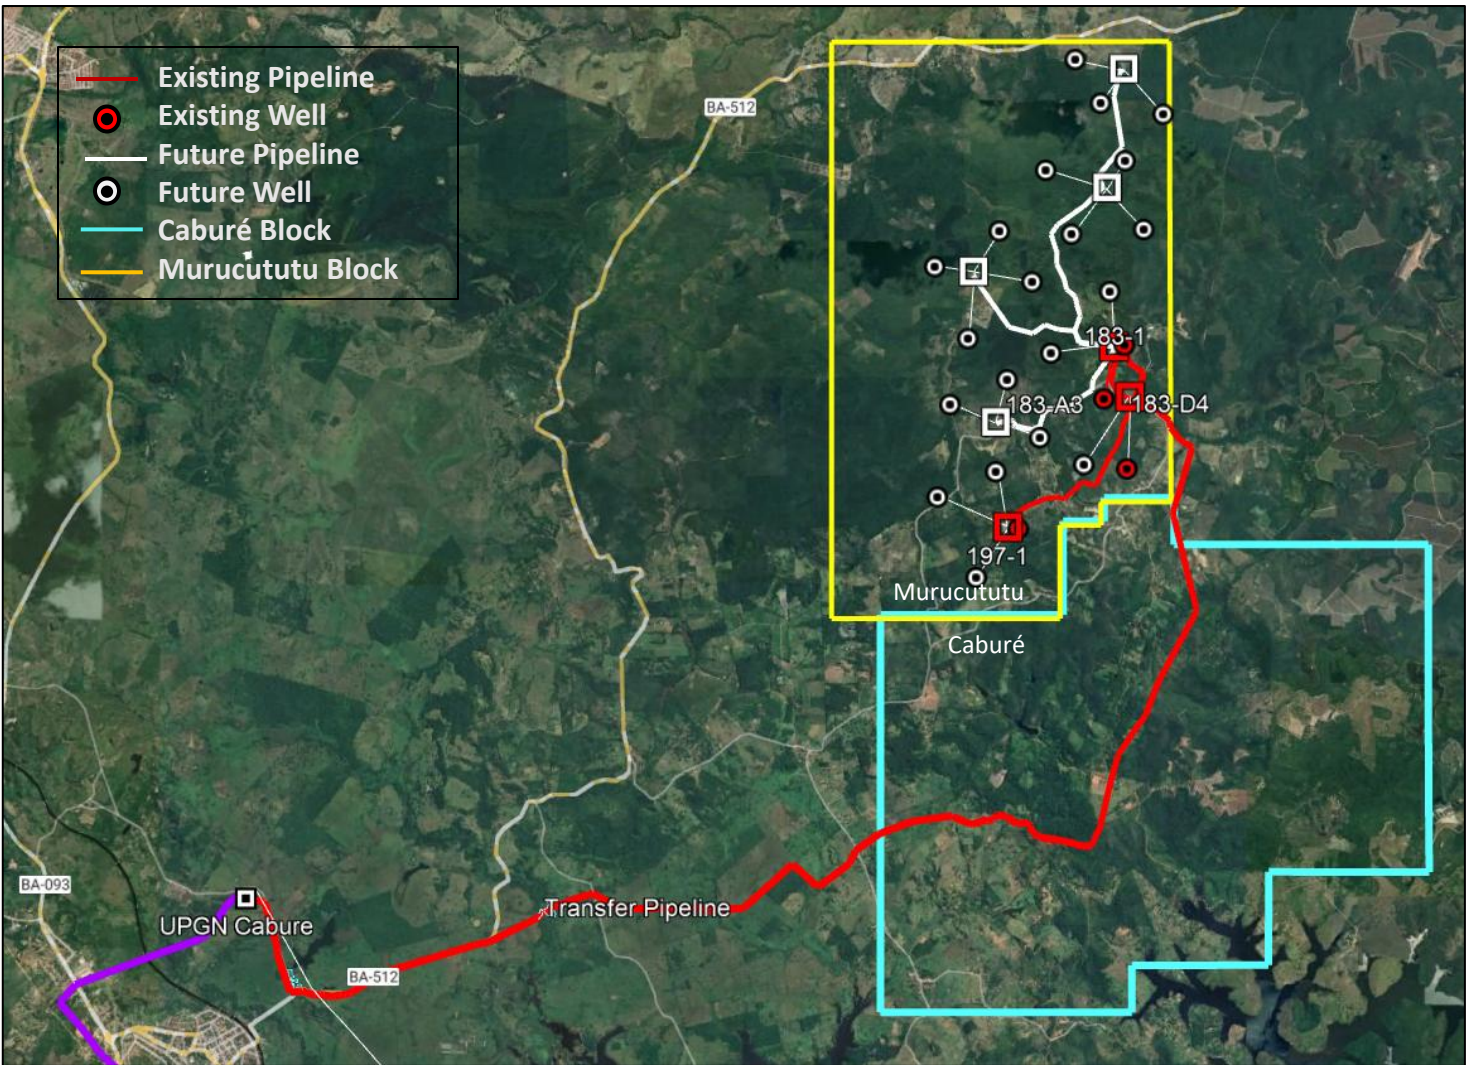 Existing Pipeline
Existing Well
Future Pipeline
Future Well
Caburé Block
Murucututu Block
BA-512
183-1
183-A3
183-D4
197-1
Murucututu
Caburé
BA-093
UPGN Cabure
Transfer Pipeline
BA-512